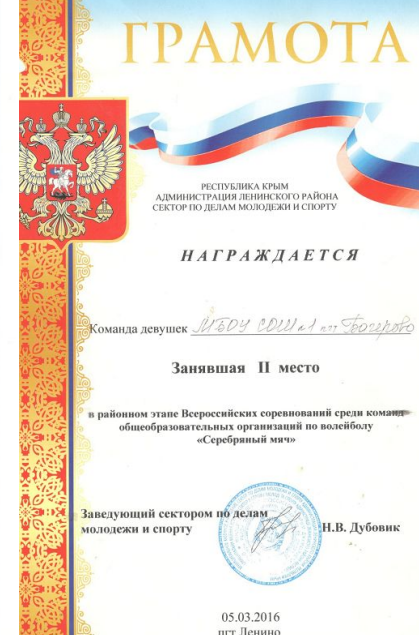 ГРАМОТА
РЕСПУБЛИКА КРЫМ
АДМИНИСТРАЦИЯ ЛЕНИНСКОГО РАЙОНА
СЕКТОР ПО ДЕЛАМ МОЛОДЕЖИ И СПОРТУ
НАГРАЖДАЕТСЯ
Команда девушек МБОУ СОШ №1 пгт Багерово
Занявшая II место
в районном этапе Всероссийских соревнований среди команд
общеобразовательных организаций по волейболу
«Серебряный мяч»
Заведующий сектором по делам
молодежи и спорту Н.В. Дубовик
05.03.2016
пгт Ленино